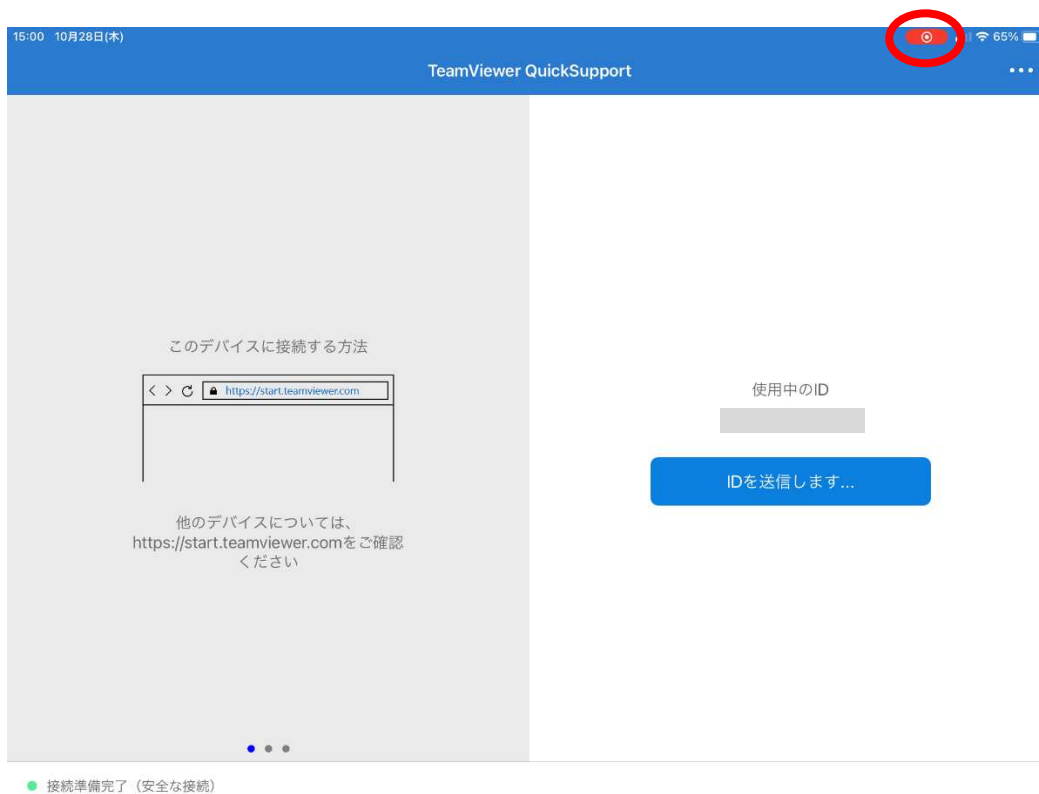 15:00 10月28日(木)
65%
TeamViewer QuickSupport
このデバイスに接続する方法
https://start.teamviewer.com
他のデバイスについては、
https://start.teamviewer.comをご確認
ください
使用中のID
IDを送信します...
接続準備完了（安全な接続）